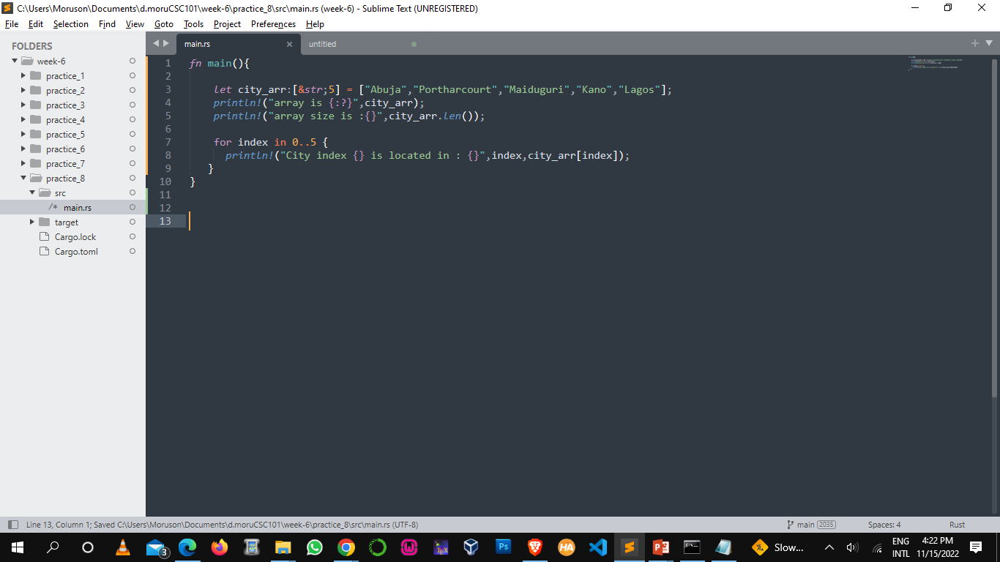 C:\Users\Moruson\Documents\d.moruCSC101\week-6\practice_8\src\main.rs (week-6) - Sublime Text (UNREGISTERED)
File Edit Selection Find View Goto Tools Project Preferences Help
FOLDERS
week-6
practice_1
practice_2
practice_3
practice_4
practice_5
practice_6
practice_7
practice_8
src
/* main.rs
target
Cargo.lock
Cargo.toml
main.rs × untitled
1 fn main(){
2
3 let city_arr:[&str;5] = ["Abuja","Portharcourt","Maiduguri","Kano","Lagos"];
4 println!("array is {:?}",city_arr);
5 println!("array size is :{}",city_arr.len());
6
7 for index in 0..5 {
8 println!("City index {} is located in : {}",index,city_arr[index]);
9 }
10 }
11
12
13
Line 13, Column 1; Saved C:\Users\Moruson\Documents\d.moruCSC101\week-6\practice_8\src\main.rs (UTF-8) main 2035 Spaces: 4 Rust
3 Ps HA Slow... ENG 4:22 PM
INTL 11/15/2022